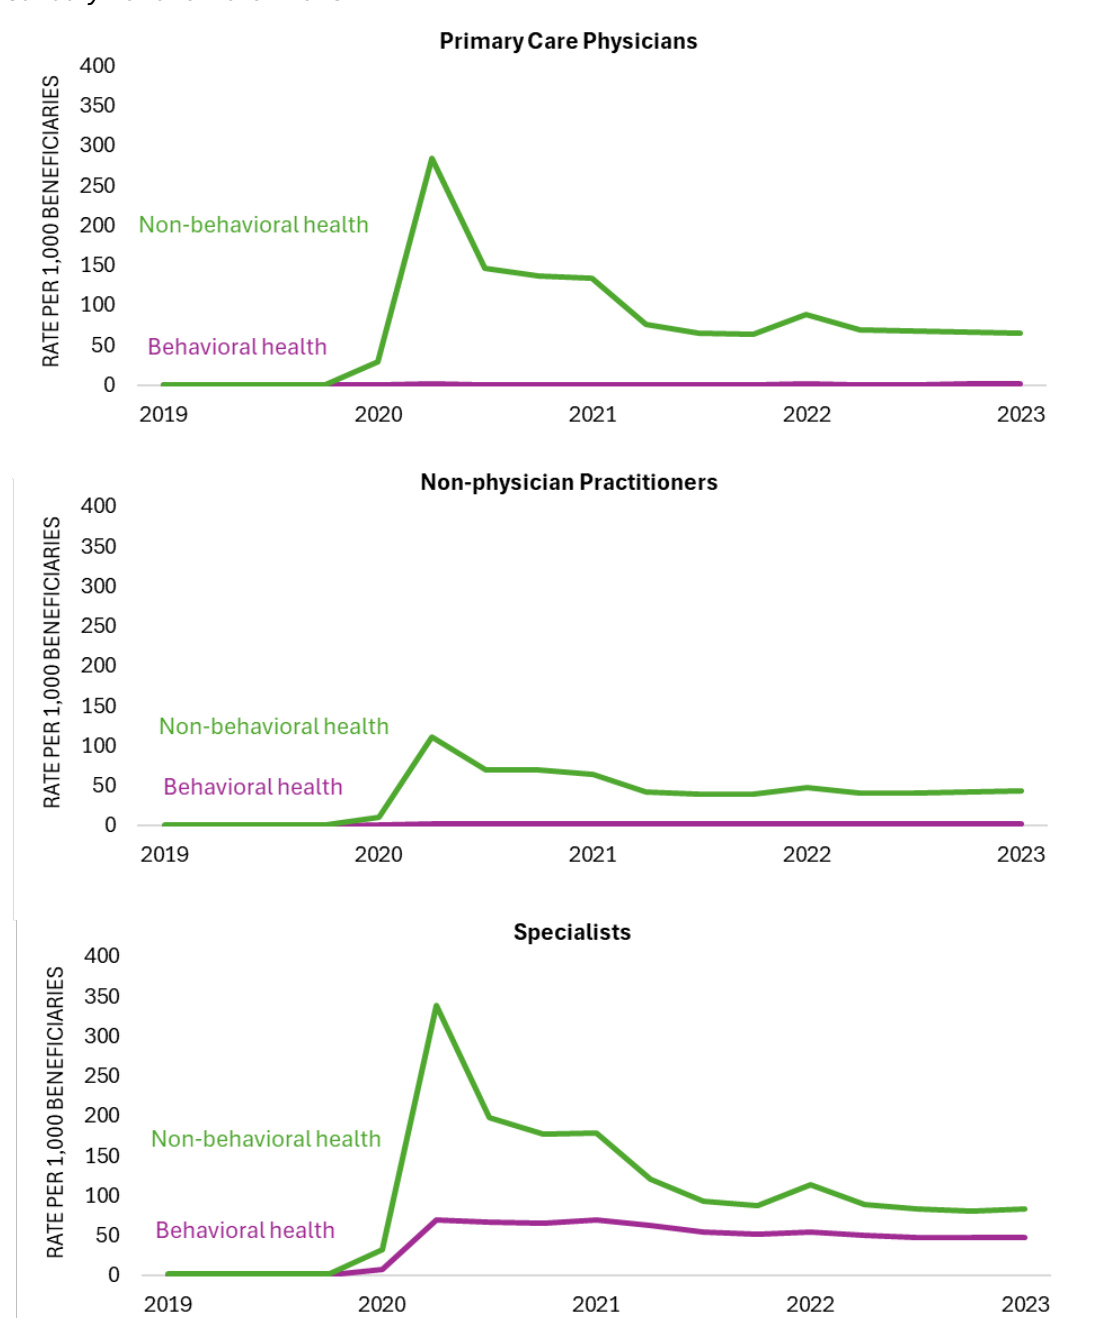 Primary Care Physicians
RATE PER 1,000 BENEFICIARIES
400
350
300
250
200
150
100
50
0
Non-behavioral health
Behavioral health
2019 2020 2021 2022 2023
Non-physician Practitioners
RATE PER 1,000 BENEFICIARIES
400
350
300
250
200
150
100
50
0
Non-behavioral health
Behavioral health
2019 2020 2021 2022 2023
Specialists
RATE PER 1,000 BENEFICIARIES
400
350
300
250
200
150
100
50
0
Non-behavioral health
Behavioral health
2019 2020 2021 2022 2023